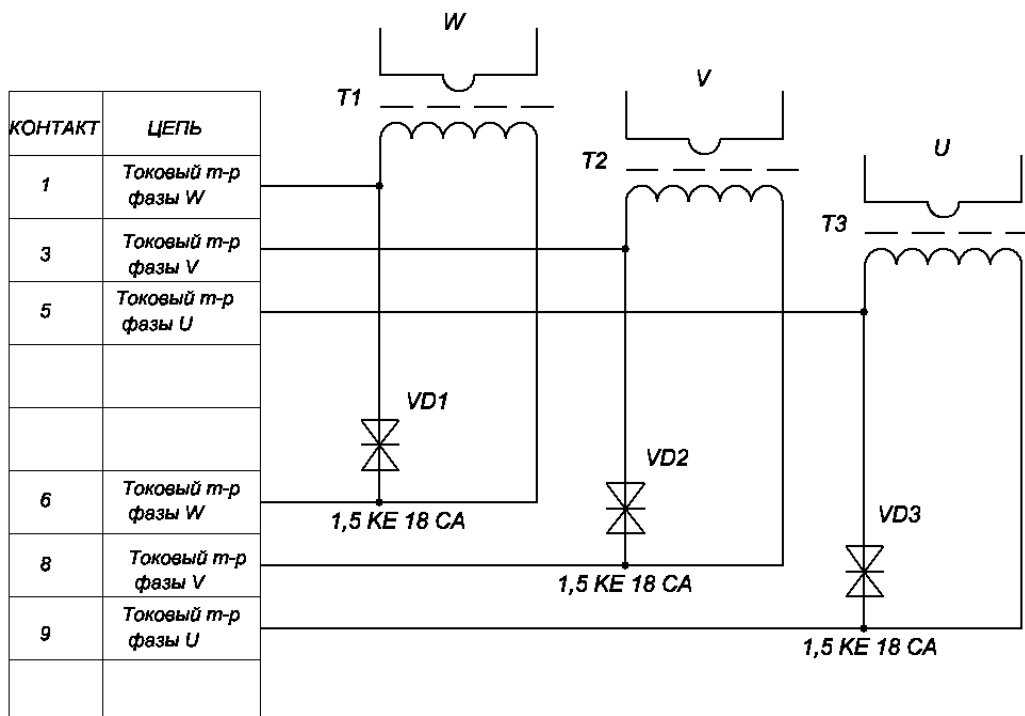 W
T1
V
T2
U
T3
КОНТАКТ ЦЕПЬ
1 Токовый т-р
фазы W
3 Токовый т-р
фазы V
5 Токовый т-р
фазы U
VD1
VD2
6 Токовый т-р
фазы W
1,5 KE 18 CA
VD3
8 Токовый т-р
фазы V
1,5 KE 18 CA
9 Токовый т-р
фазы U
1,5 KE 18 CA